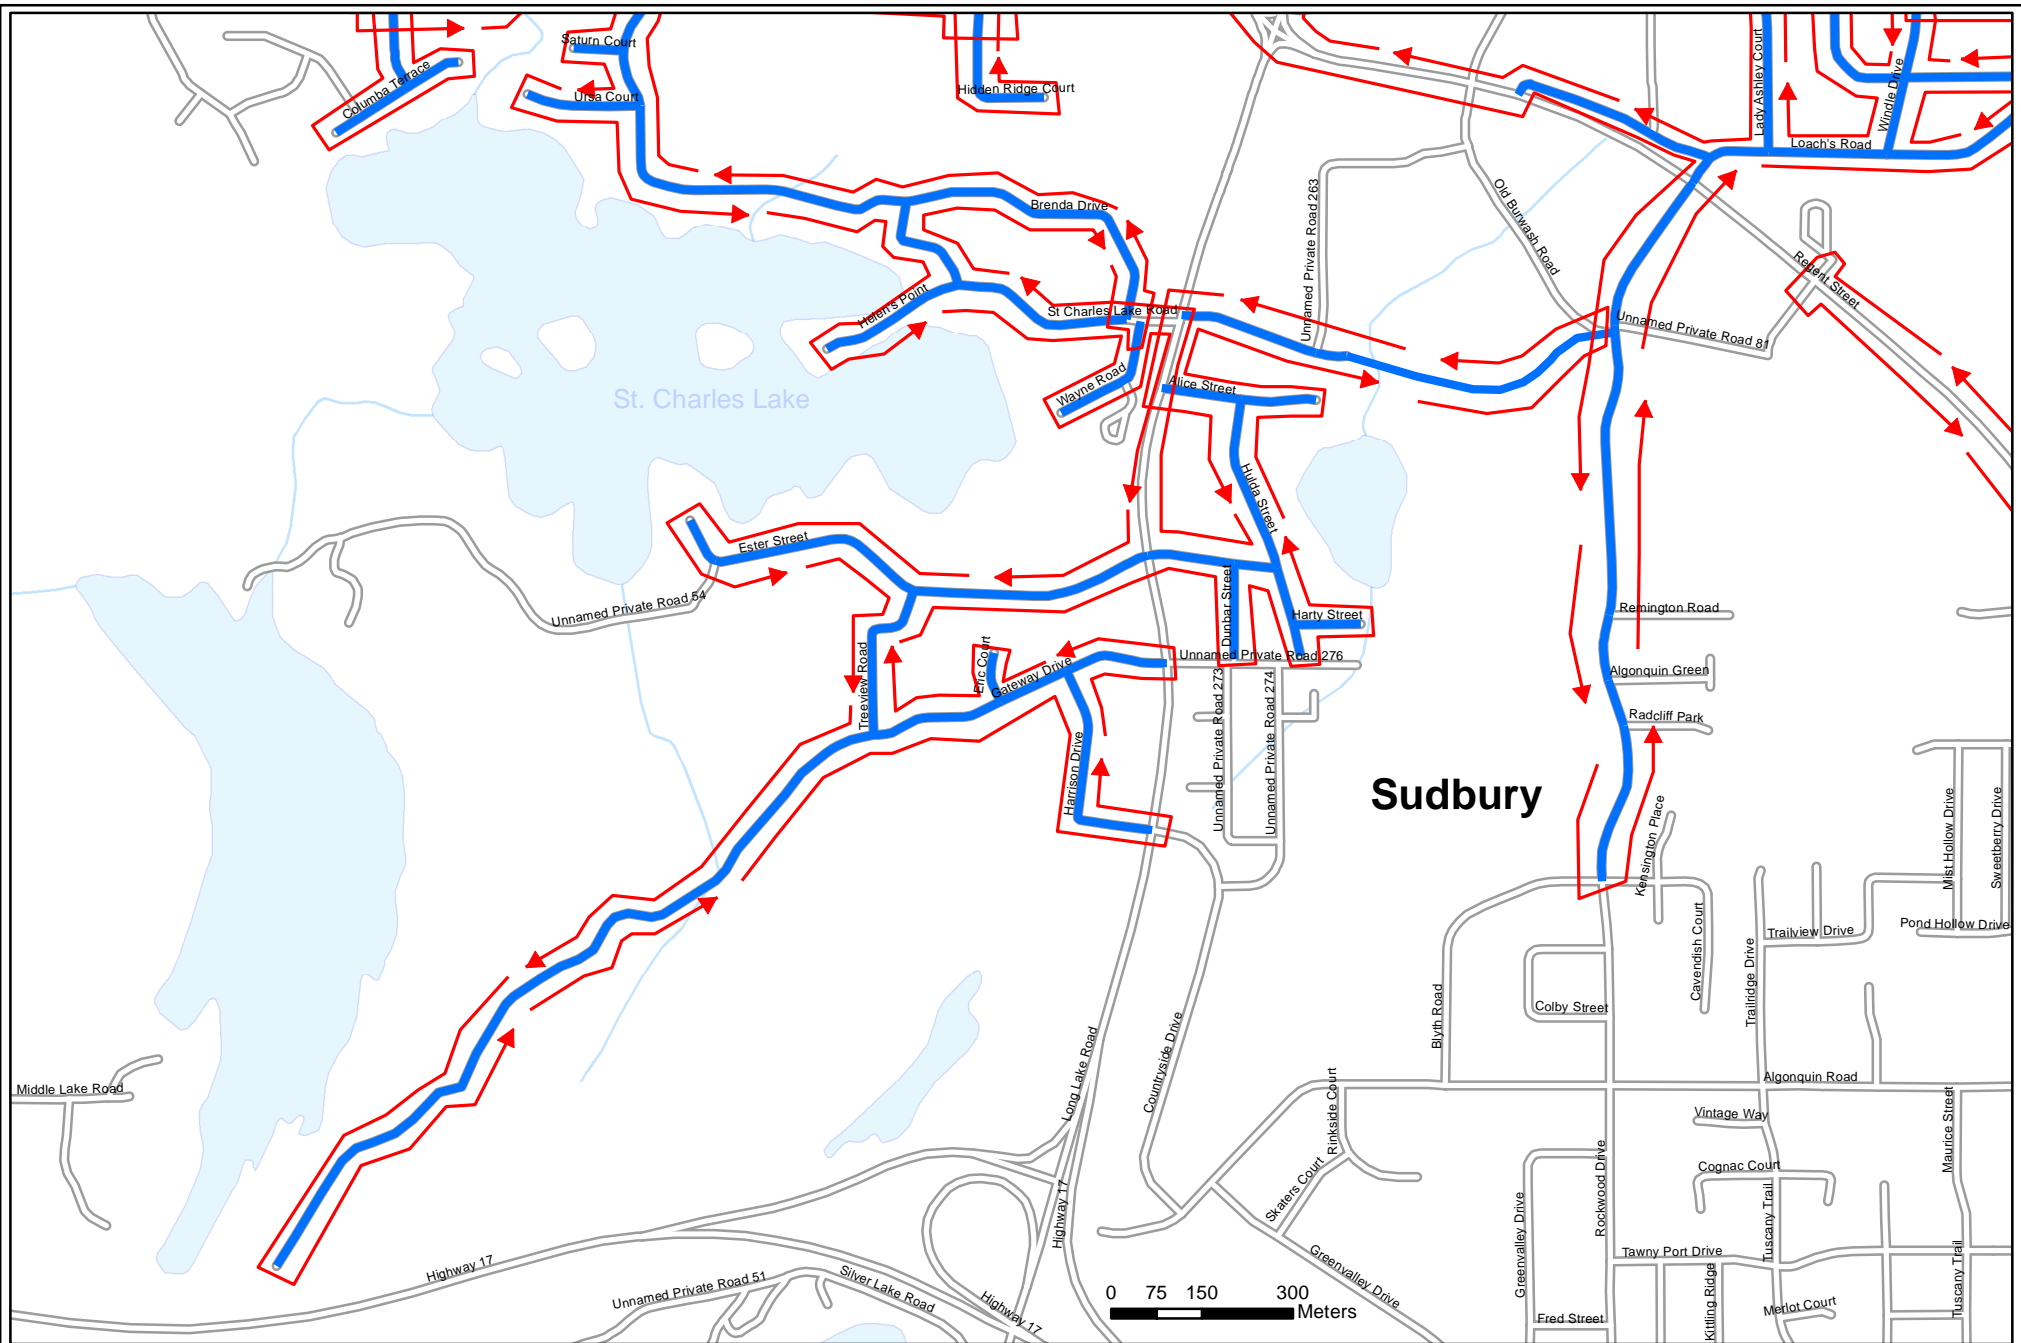 Saturn Court
Columba Terrace
Ursa Court
Hidden Ridge Court
Lady Ashley Court
Windle Drive
Loach's Road
Brenda Drive
Unnamed Private Road 263
Old Burwash Road
Regent Street
Helen's Point
St Charles Lake Road
Unnamed Private Road 81
Wayne Road
Alice Street
St. Charles Lake
Hulda Street
Ester Street
Unnamed Private Road 54
Dunbar Street
Harty Street
Remington Road
Treeview Road
Eric Court
Gateway Drive
Unnamed Private Road 276
Algonquin Green
Unnamed Private Road 273
Unnamed Private Road 274
Radcliff Park
Harrison Drive
Sudbury
Kensington Place
Mist Hollow Drive
Sweetberry Drive
Cavendish Court
Trailridge Drive
Trailview Drive
Pond Hollow Drive
Blyth Road
Colby Street
Long Lake Road
Countryside Drive
Middle Lake Road
Algonquin Road
Rinkside Court
Vintage Way
Maurice Street
Skaters Court
Rockwood Drive
Cognac Court
Greenvalley Drive
Tuscany Trail
Highway 17
Highway 17
Unnamed Private Road 51
Silver Lake Road
Highway 17
Greenvalley Drive
Tawny Port Drive
Kittling Ridge
Tuscany Trail
Merlot Court
Fred Street
0 75 150 300
Meters